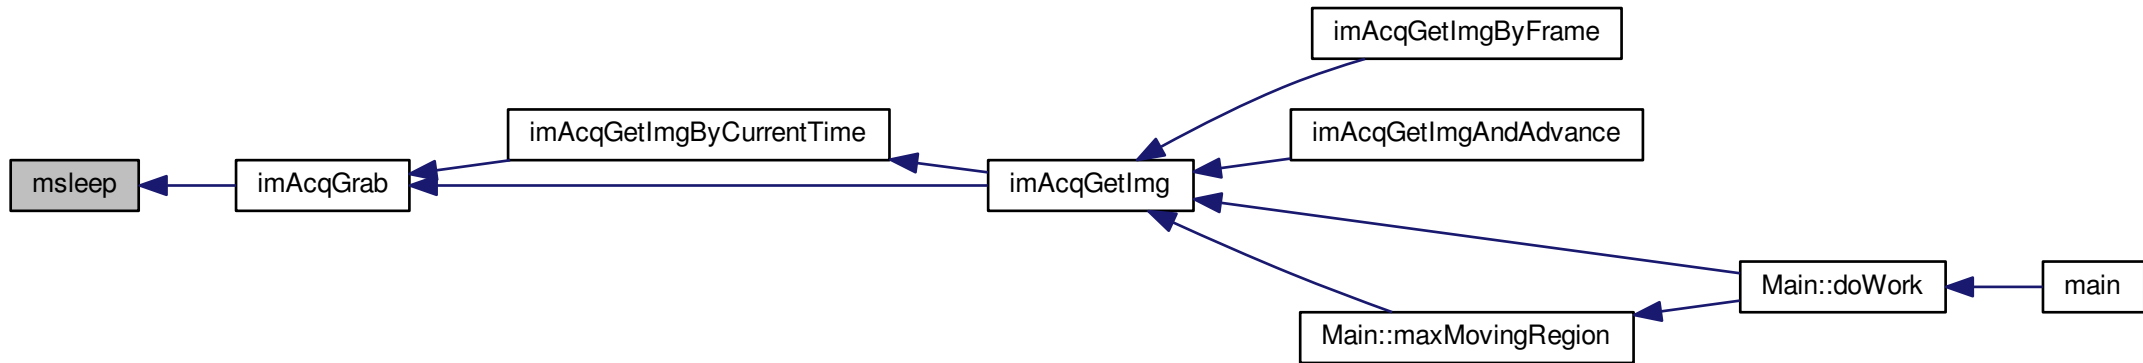 msleep
imAcqGrab
imAcqGetImgByCurrentTime
imAcqGetImg
imAcqGetImgByFrame
imAcqGetImgAndAdvance
Main::maxMovingRegion
Main::doWork
main